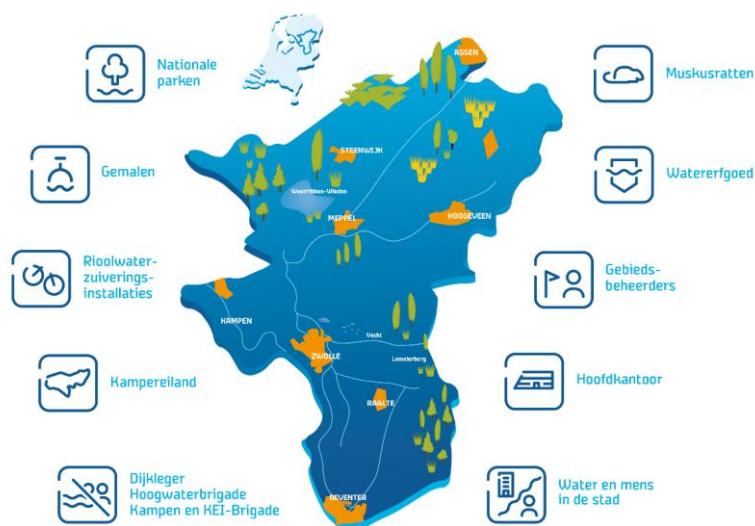 Nationale
parken
Gemalen
Rioolwater-
zuiverings-
installaties
Kampereiland
Dijkleger
Hoogwaterbrigade
Kampen en KEI-Brigade
ASSEN
STEENWIJK
Weerribben-Wieden
MEPPEL
HOOGEVEEN
KAMPEN
Vecht
ZWOLLE
Lemelerberg
RAALTE
DEVENTER
Muskusratten
Watererfgoed
Gebieds-
beheerders
Hoofdkantoor
Water en mens
in de stad